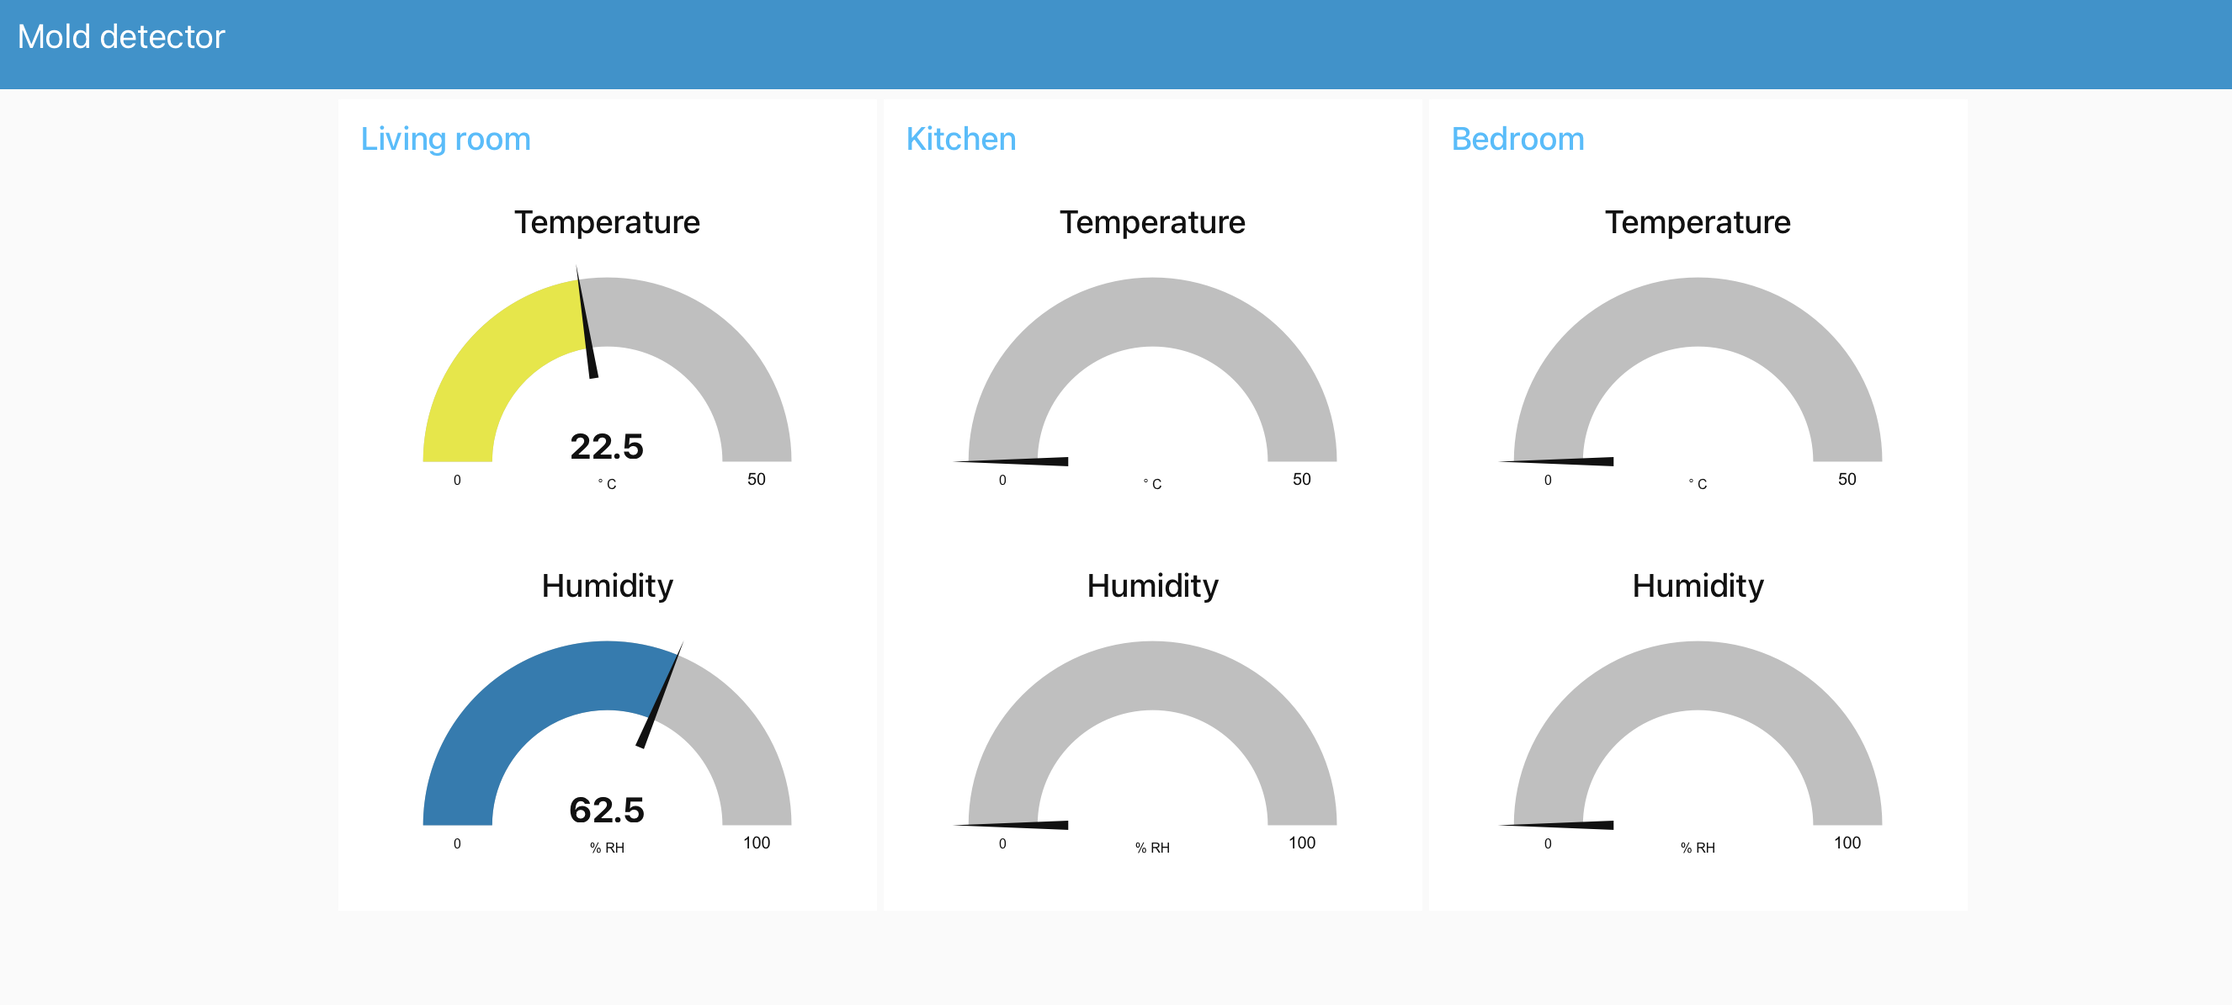 Mold detector
Living room
Temperature
22.5
0
° C
50
Humidity
62.5
0
% RH
100
Kitchen
Temperature
0
° C
50
Humidity
0
% RH
100
Bedroom
Temperature
0
° C
50
Humidity
0
% RH
100